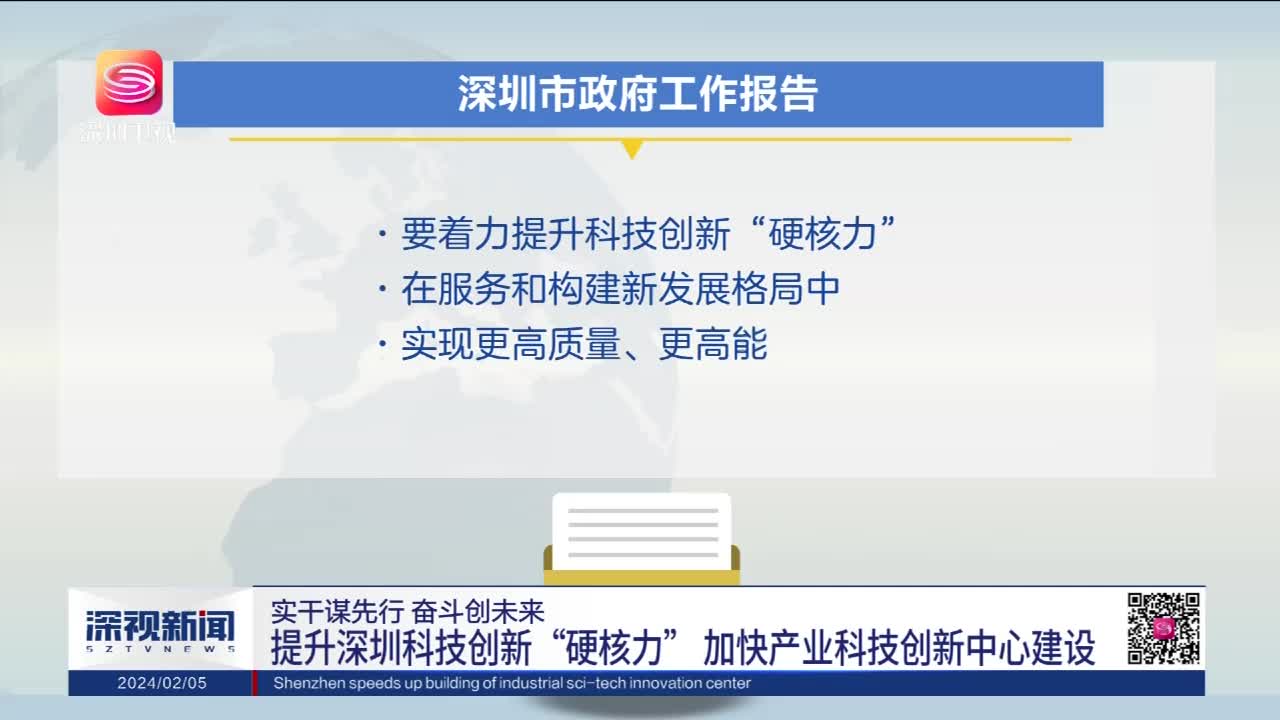 深圳市政府工作报告
深圳卫视
·要着力提升科技创新“硬核力”
·在服务和构建新发展格局中
·实现更高质量、更高能
实干谋先行 奋斗创未来
深视新闻
SZTVNEWS
提升深圳科技创新“硬核力” 加快产业科技创新中心建设
2024/02/05
Shenzhen speeds up building of industrial sci-tech innovation center